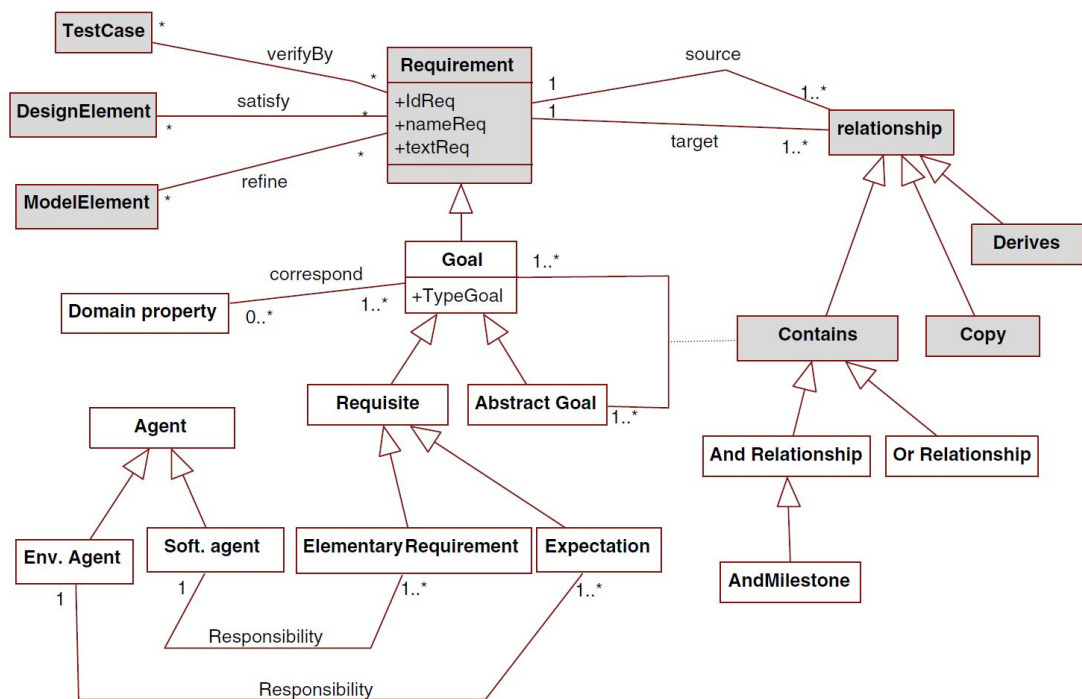 TestCase
*
verifyBy
*
Requirement
+IdReq
+nameReq
+textReq
source
1
1..*
DesignElement
*
satisfy
*
1
target
1..*
relationship
ModelElement
*
refine
*
Derives
Goal
+TypeGoal
1..*
correspond
Domain property
0..*
1..*
Contains
Copy
Requisite
Abstract Goal
1..*
Agent
And Relationship
Or Relationship
Env. Agent
1
Soft. agent
1
Elementary Requirement
1..*
Expectation
1..*
AndMilestone
Responsibility
Responsibility